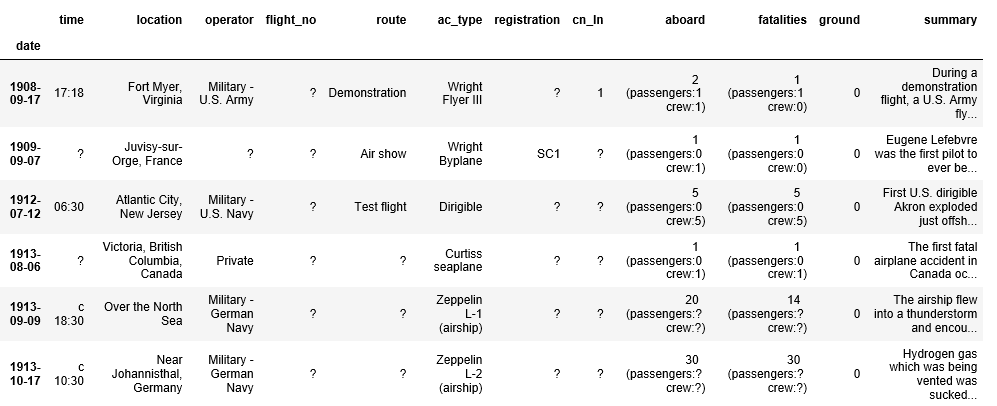 time location operator flight_no route ac_type registration cn_ln aboard fatalities ground summary
date
1908-09-17 17:18 Fort Myer, Virginia Military - U.S. Army ? Demonstration Wright Flyer III ? 1 2 (passengers:1 crew:1) 1 (passengers:1 crew:0) 0 During a demonstration flight, a U.S. Army fly...
1909-09-07 ? Juvisy-sur-Orge, France ? ? Air show Wright Byplane SC1 ? 1 (passengers:0 crew:1) 1 (passengers:0 crew:0) 0 Eugene Lefebvre was the first pilot to ever be...
1912-07-12 06:30 Atlantic City, New Jersey Military - U.S. Navy ? Test flight Dirigible ? ? 5 (passengers:0 crew:5) 5 (passengers:0 crew:5) 0 First U.S. dirigible Akron exploded just offsh...
1913-08-06 ? Victoria, British Columbia, Canada Private ? ? Curtiss seaplane ? ? 1 (passengers:0 crew:1) 1 (passengers:0 crew:1) 0 The first fatal airplane accident in Canada oc...
1913-09-09 c 18:30 Over the North Sea Military - German Navy ? ? Zeppelin L-1 (airship) ? ? 20 (passengers:? crew:?) 14 (passengers:? crew:?) 0 The airship flew into a thunderstorm and encou...
1913-10-17 c 10:30 Near Johannisthal, Germany Military - German Navy ? ? Zeppelin L-2 (airship) ? ? 30 (passengers:? crew:?) 30 (passengers:? crew:?) 0 Hydrogen gas which was being vented was sucked...